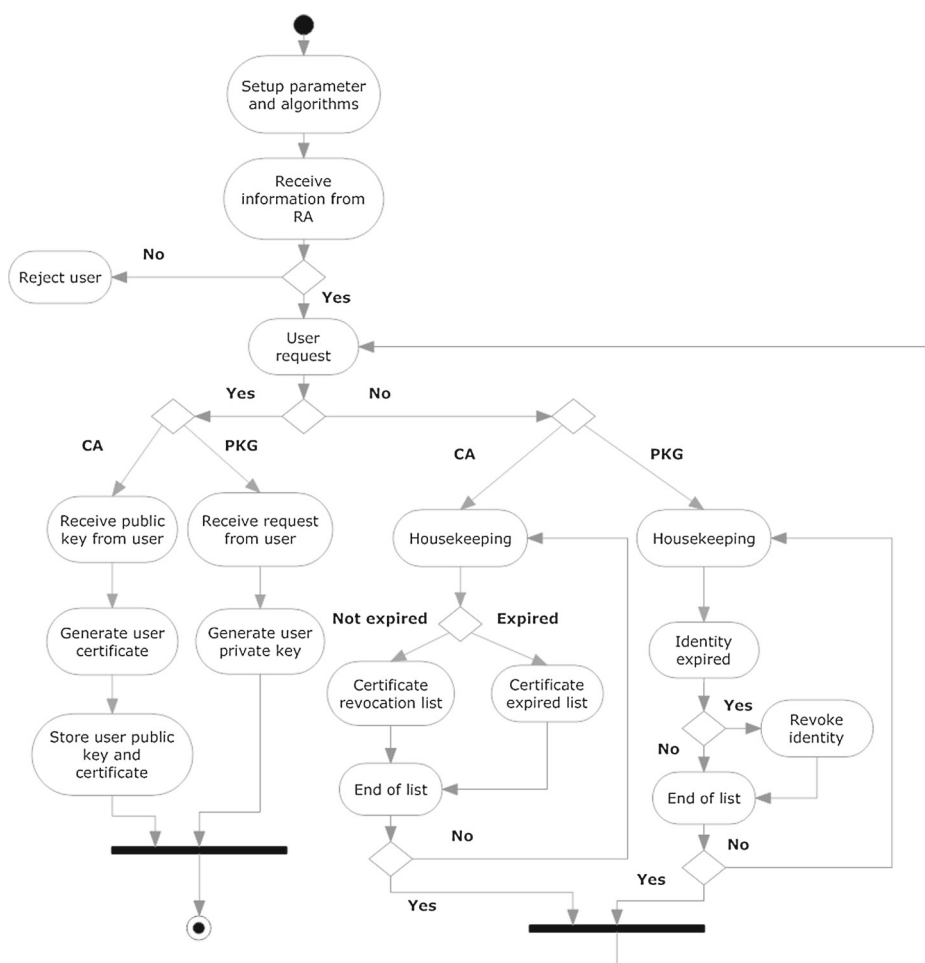 Setup parameter
and algorithms
Receive
information from
RA
No
Reject user
Yes
User
request
Yes
No
CA
PKG
CA
PKG
Receive public
key from user
Receive request
from user
Housekeeping
Housekeeping
Not expired
Expired
Generate user
certificate
Generate user
private key
Identity
expired
Certificate
revocation list
Certificate
expired list
Yes
Revoke
identity
No
Store user public
key and
certificate
End of list
End of list
No
No
Yes
Yes